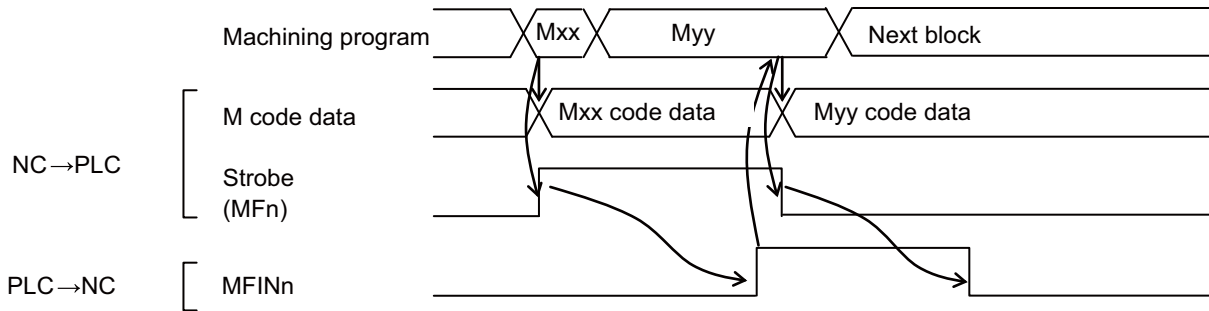 Machining program
Mxx
Myy
Next block
M code data
Mxx code data
Myy code data
NC→PLC
Strobe
(MFn)
PLC→NC
MFINn